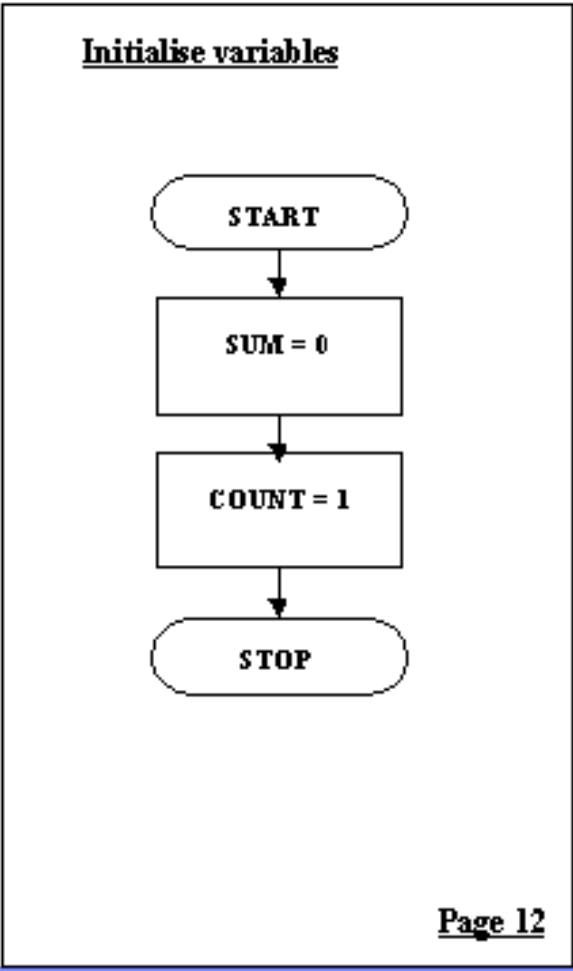 Initialise variables
START
SUM = 0
COUNT = 1
STOP
Page 12